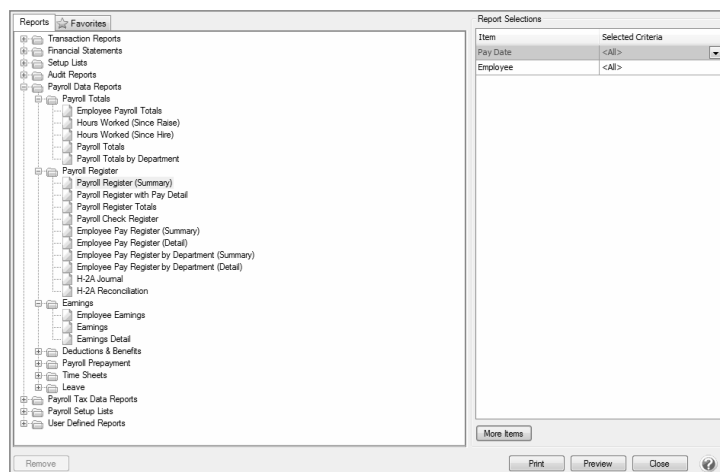 Reports
Favorites
Transaction Reports
Financial Statements
Setup Lists
Audit Reports
Payroll Data Reports
Payroll Totals
Employee Payroll Totals
Hours Worked (Since Raise)
Hours Worked (Since Hire)
Payroll Totals
Payroll Totals by Department
Payroll Register
Payroll Register (Summary)
Payroll Register with Pay Detail
Payroll Register Totals
Payroll Check Register
Employee Pay Register (Summary)
Employee Pay Register (Detail)
Employee Pay Register by Department (Summary)
Employee Pay Register by Department (Detail)
H-2A Journal
H-2A Reconciliation
Earnings
Employee Earnings
Earnings
Earnings Detail
Deductions & Benefits
Payroll Prepayment
Time Sheets
Leave
Payroll Tax Data Reports
Payroll Setup Lists
User Defined Reports
Remove
Report Selections
Item Selected Criteria
Pay Date <All>
Employee <All>
More Items
Print Preview Close ?